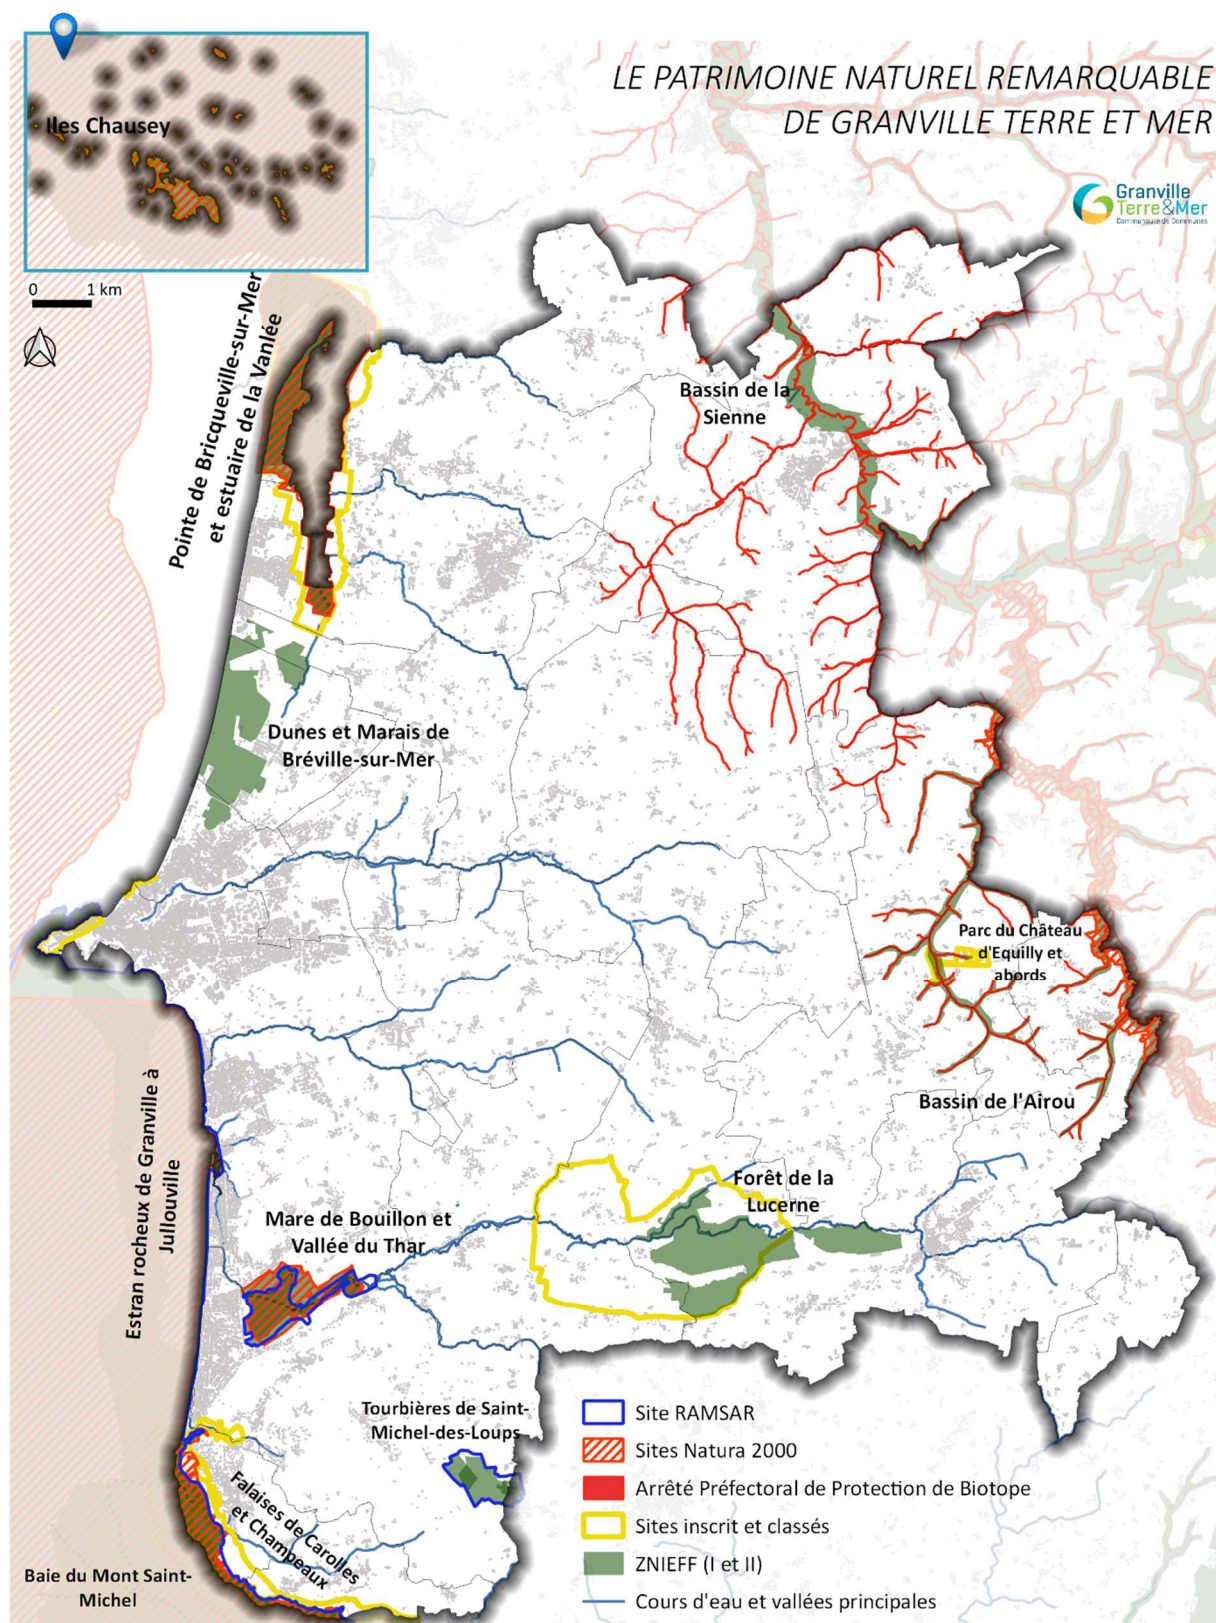 LE PATRIMOINE NATUREL REMARQUABLE
DE GRANVILLE TERRE ET MER
Granville
Terre&Mer
Communauté de Communes
Iles Chausey
0 1 km
Pointe de Bricqueville-sur-Mer
et estuaire de la Vanlée
Bassin de la
Sienne
Dunes et Marais de
Bréville-sur-Mer
Parc du Château
d'Equilly et
abords
Bassin de l'Airou
Estran rocheux de Granville à
Jullouville
Forêt de la
Lucerne
Mare de Bouillon et
Vallée du Thar
Tourbières de Saint-
Michel-des-Loups
Falaises de Carolles
et Champeaux
Baie du Mont Saint-
Michel
Site RAMSAR
Sites Natura 2000
Arrêté Préfectoral de Protection de Biotope
Sites inscrit et classés
ZNIEFF (I et II)
Cours d'eau et vallées principales